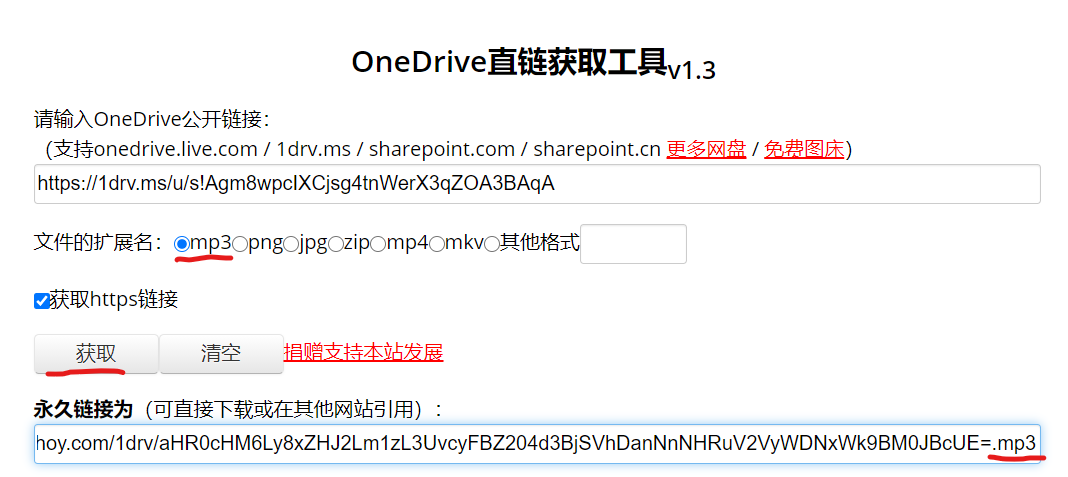 OneDrive直链获取工具v1.3
请输入OneDrive公开链接：
（支持onedrive.live.com / 1drv.ms / sharepoint.com / sharepoint.cn 更多网盘 / 免费图床）
https://1drv.ms/u/s!Agm8wpcIXCjsg4tnWerX3qZOA3BAqA
文件的扩展名：mp3 png jpg zip mp4 mkv 其他格式
获取https链接
获取 清空 捐赠支持本站发展
永久链接为（可直接下载或在其他网站引用）：
hoy.com/1drv/aHR0cHM6Ly8xZHJ2Lm1zL3UvcyFBZ204d3BjSVhDanNnNHRuV2VyWDNxWk9BM0JBcUE=.mp3